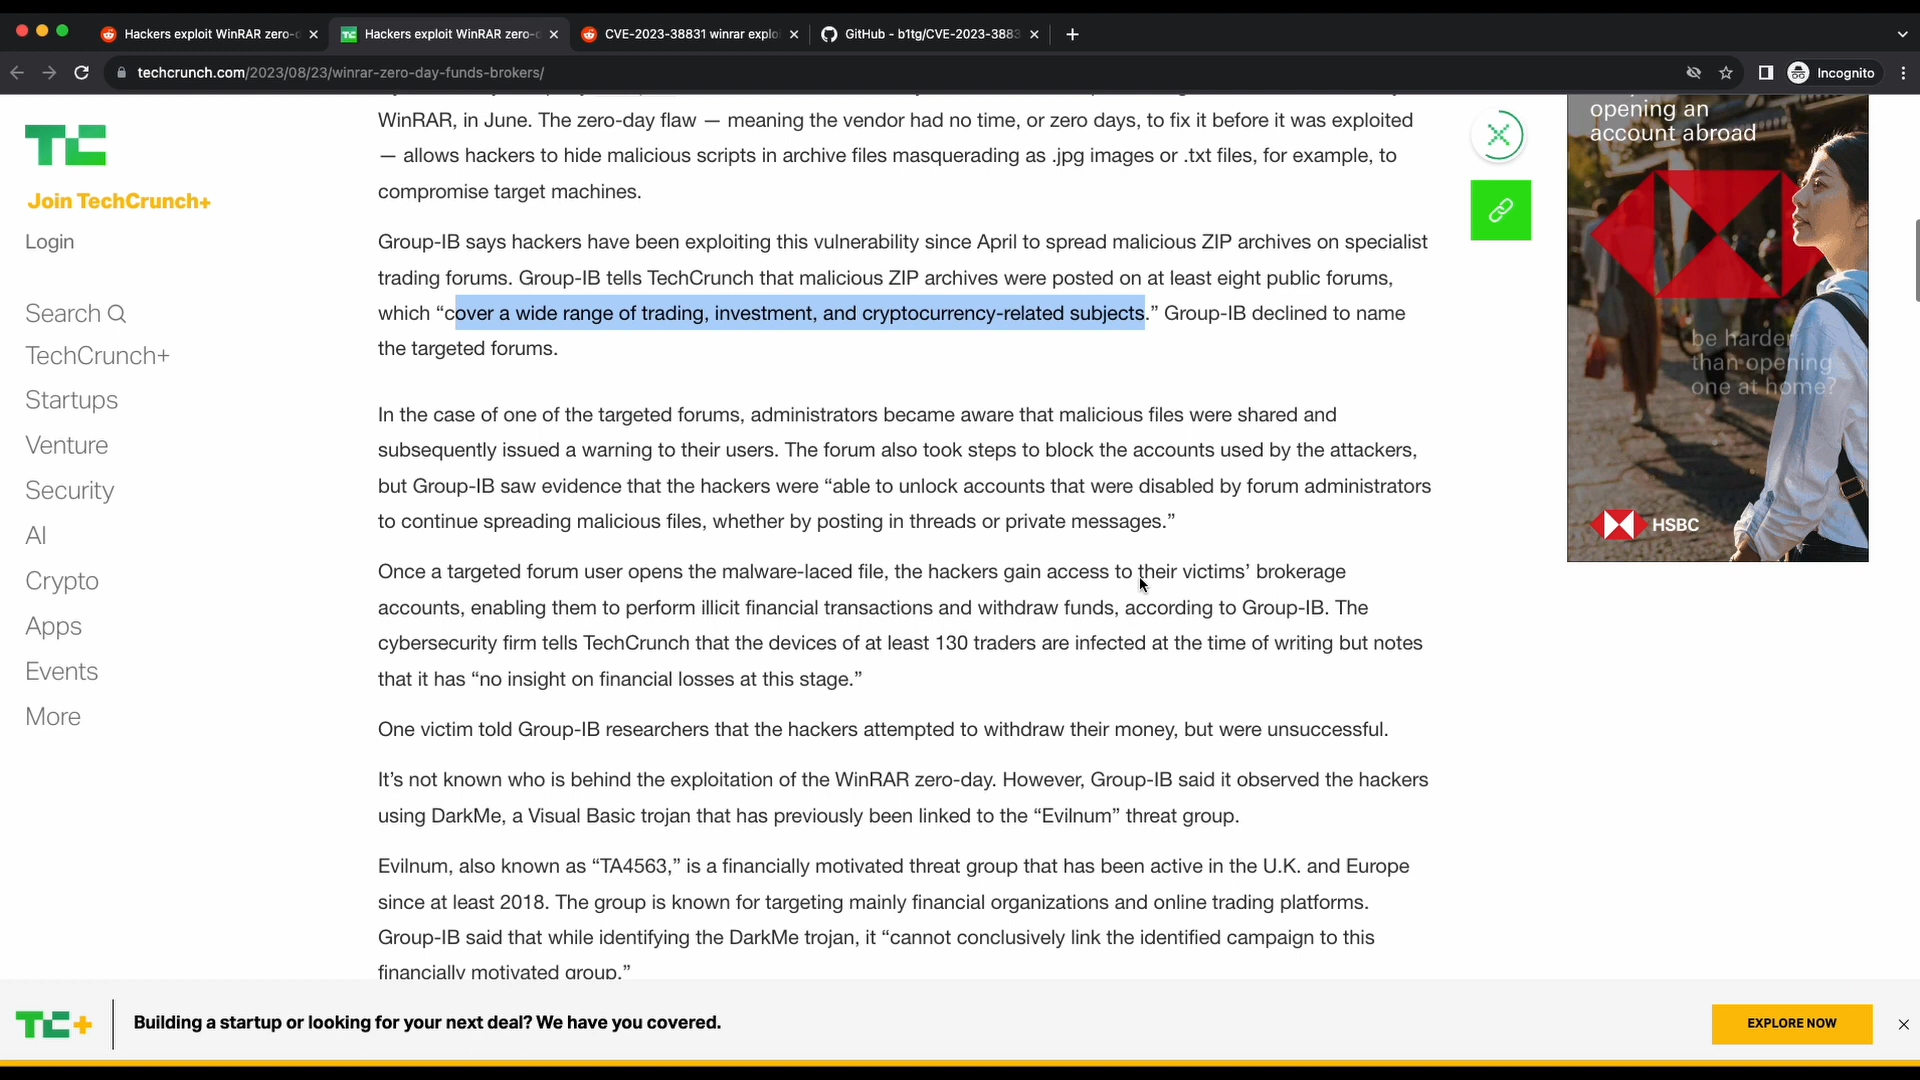 Hackers exploit WinRAR zero-
Hackers exploit WinRAR zero-
CVE-2023-38831 winrar explo
GitHub - b1tg/CVE-2023-3883
techcrunch.com/2023/08/23/winrar-zero-day-funds-brokers/
Incognito
Join TechCrunch+
Login
Search
TechCrunch+
Startups
Venture
Security
AI
Crypto
Apps
Events
More
WinRAR, in June. The zero-day flaw — meaning the vendor had no time, or zero days, to fix it before it was exploited
— allows hackers to hide malicious scripts in archive files masquerading as .jpg images or .txt files, for example, to
compromise target machines.
Group-IB says hackers have been exploiting this vulnerability since April to spread malicious ZIP archives on specialist
trading forums. Group-IB tells TechCrunch that malicious ZIP archives were posted on at least eight public forums,
which “cover a wide range of trading, investment, and cryptocurrency-related subjects.” Group-IB declined to name
the targeted forums.
In the case of one of the targeted forums, administrators became aware that malicious files were shared and
subsequently issued a warning to their users. The forum also took steps to block the accounts used by the attackers,
but Group-IB saw evidence that the hackers were “able to unlock accounts that were disabled by forum administrators
to continue spreading malicious files, whether by posting in threads or private messages.”
Once a targeted forum user opens the malware-laced file, the hackers gain access to their victims’ brokerage
accounts, enabling them to perform illicit financial transactions and withdraw funds, according to Group-IB. The
cybersecurity firm tells TechCrunch that the devices of at least 130 traders are infected at the time of writing but notes
that it has “no insight on financial losses at this stage.”
One victim told Group-IB researchers that the hackers attempted to withdraw their money, but were unsuccessful.
It’s not known who is behind the exploitation of the WinRAR zero-day. However, Group-IB said it observed the hackers
using DarkMe, a Visual Basic trojan that has previously been linked to the “Evilnum” threat group.
Evilnum, also known as “TA4563,” is a financially motivated threat group that has been active in the U.K. and Europe
since at least 2018. The group is known for targeting mainly financial organizations and online trading platforms.
Group-IB said that while identifying the DarkMe trojan, it “cannot conclusively link the identified campaign to this
financially motivated group.”
opening an
account abroad
be harder
than opening
one at home?
HSBC
Building a startup or looking for your next deal? We have you covered.
EXPLORE NOW